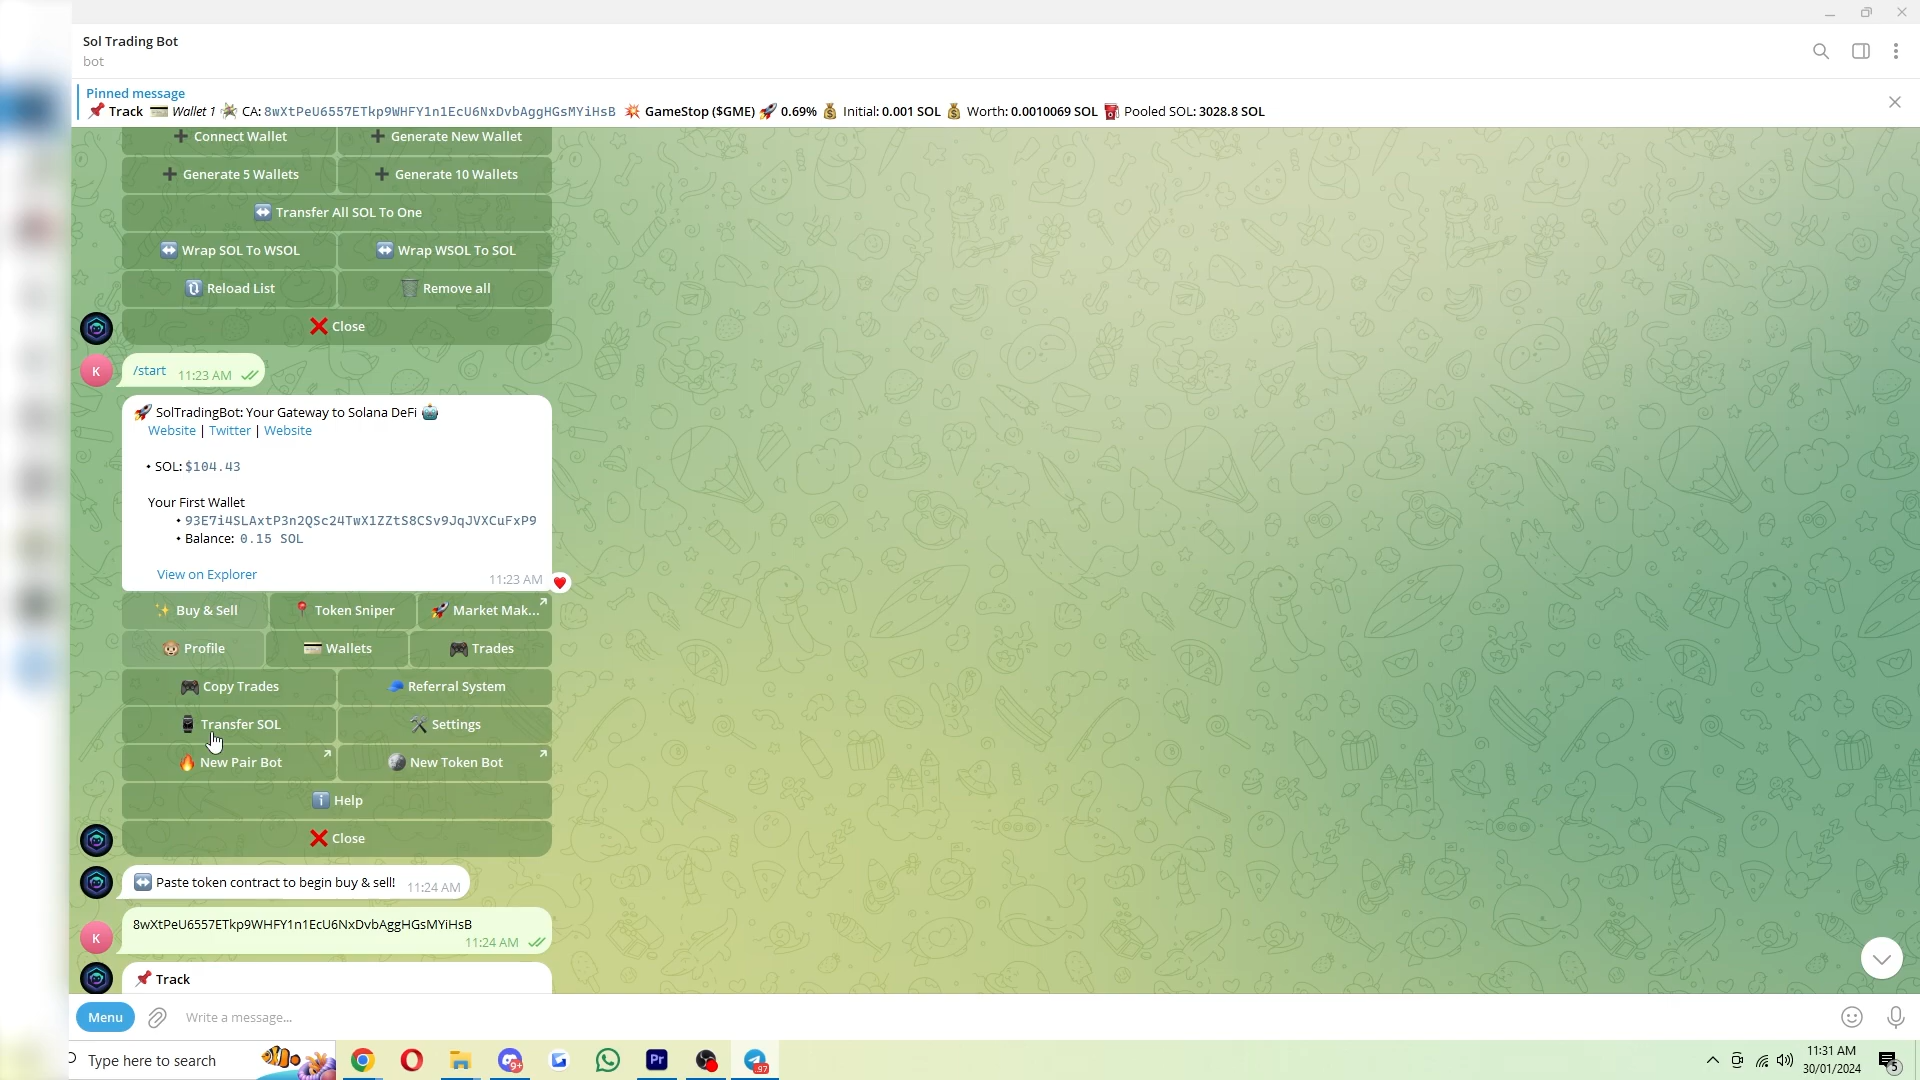 Sol Trading Bot
bot
Pinned message
📌 Track 💳 Wallet 1 CA: 8wXtPeU6557ETkp9WHFY1n1EcU6NxDvbAggHGsMYiHsB 💥 GameStop ($GME) 🚀 0.69% 💰 Initial: 0.001 SOL 💰 Worth: 0.0010069 SOL Pooled SOL: 3028.8 SOL
➕ Connect Wallet ➕ Generate New Wallet
➕ Generate 5 Wallets ➕ Generate 10 Wallets
↔️ Transfer All SOL To One
↔️ Wrap SOL To WSOL ↔️ Wrap WSOL To SOL
🔃 Reload List 🗑️ Remove all
❌ Close
K
/start 11:23 AM
🚀 SolTradingBot: Your Gateway to Solana DeFi 🤖
Website | Twitter | Website
• SOL: $104.43
Your First Wallet
• 93E7i4SLAxtP3n2QSc24TwX1ZZtS8CSv9JqJVXCuFxP9
• Balance: 0.15 SOL
View on Explorer 11:23 AM ❤️
✨ Buy & Sell 📍 Token Sniper 🚀 Market Mak...
🐵 Profile 💳 Wallets 🎮 Trades
🎮 Copy Trades 🧢 Referral System
⌚ Transfer SOL 🛠️ Settings
🔥 New Pair Bot New Token Bot
ℹ️ Help
❌ Close
↔️ Paste token contract to begin buy & sell! 11:24 AM
K
8wXtPeU6557ETkp9WHFY1n1EcU6NxDvbAggHGsMYiHsB
11:24 AM
📌 Track
Menu Write a message...
Type here to search
9+
Pr
97
11:31 AM
30/01/2024
5